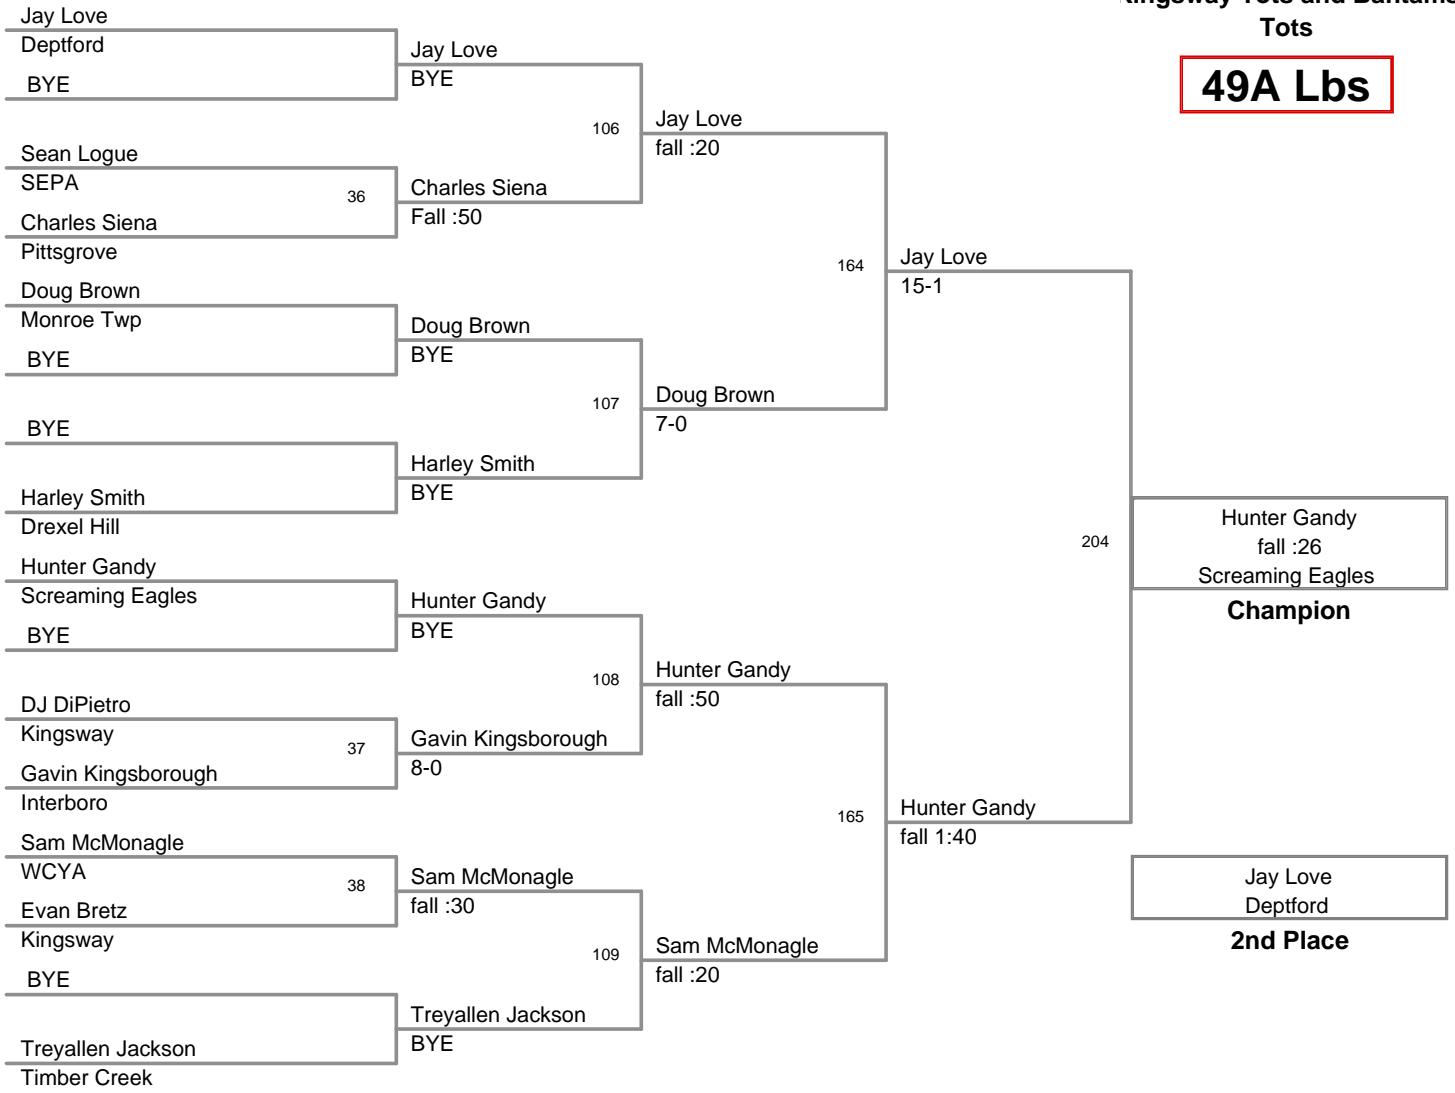 Tots and Bantams
Tots
49A Lbs
Jay Love
Deptford
BYE
Sean Logue
SEPA
Charles Siena
Pittsgrove
Doug Brown
Monroe Twp
BYE
BYE
Harley Smith
Drexel Hill
Hunter Gandy
Screaming Eagles
BYE
DJ DiPietro
Kingsway
Gavin Kingsborough
Interboro
Sam McMonagle
WCYA
Evan Bretz
Kingsway
BYE
Treyallen Jackson
Timber Creek
36
37
38
Jay Love
BYE
Charles Siena
Fall :50
Doug Brown
BYE
Harley Smith
BYE
Hunter Gandy
BYE
Gavin Kingsborough
8-0
Sam McMonagle
fall :30
Treyallen Jackson
BYE
106
107
108
109
Jay Love
fall :20
Doug Brown
7-0
Hunter Gandy
fall :50
Sam McMonagle
fall :20
164
165
Jay Love
15-1
Hunter Gandy
fall 1:40
204
Hunter Gandy
fall :26
Screaming Eagles
Champion
Jay Love
Deptford
2nd Place